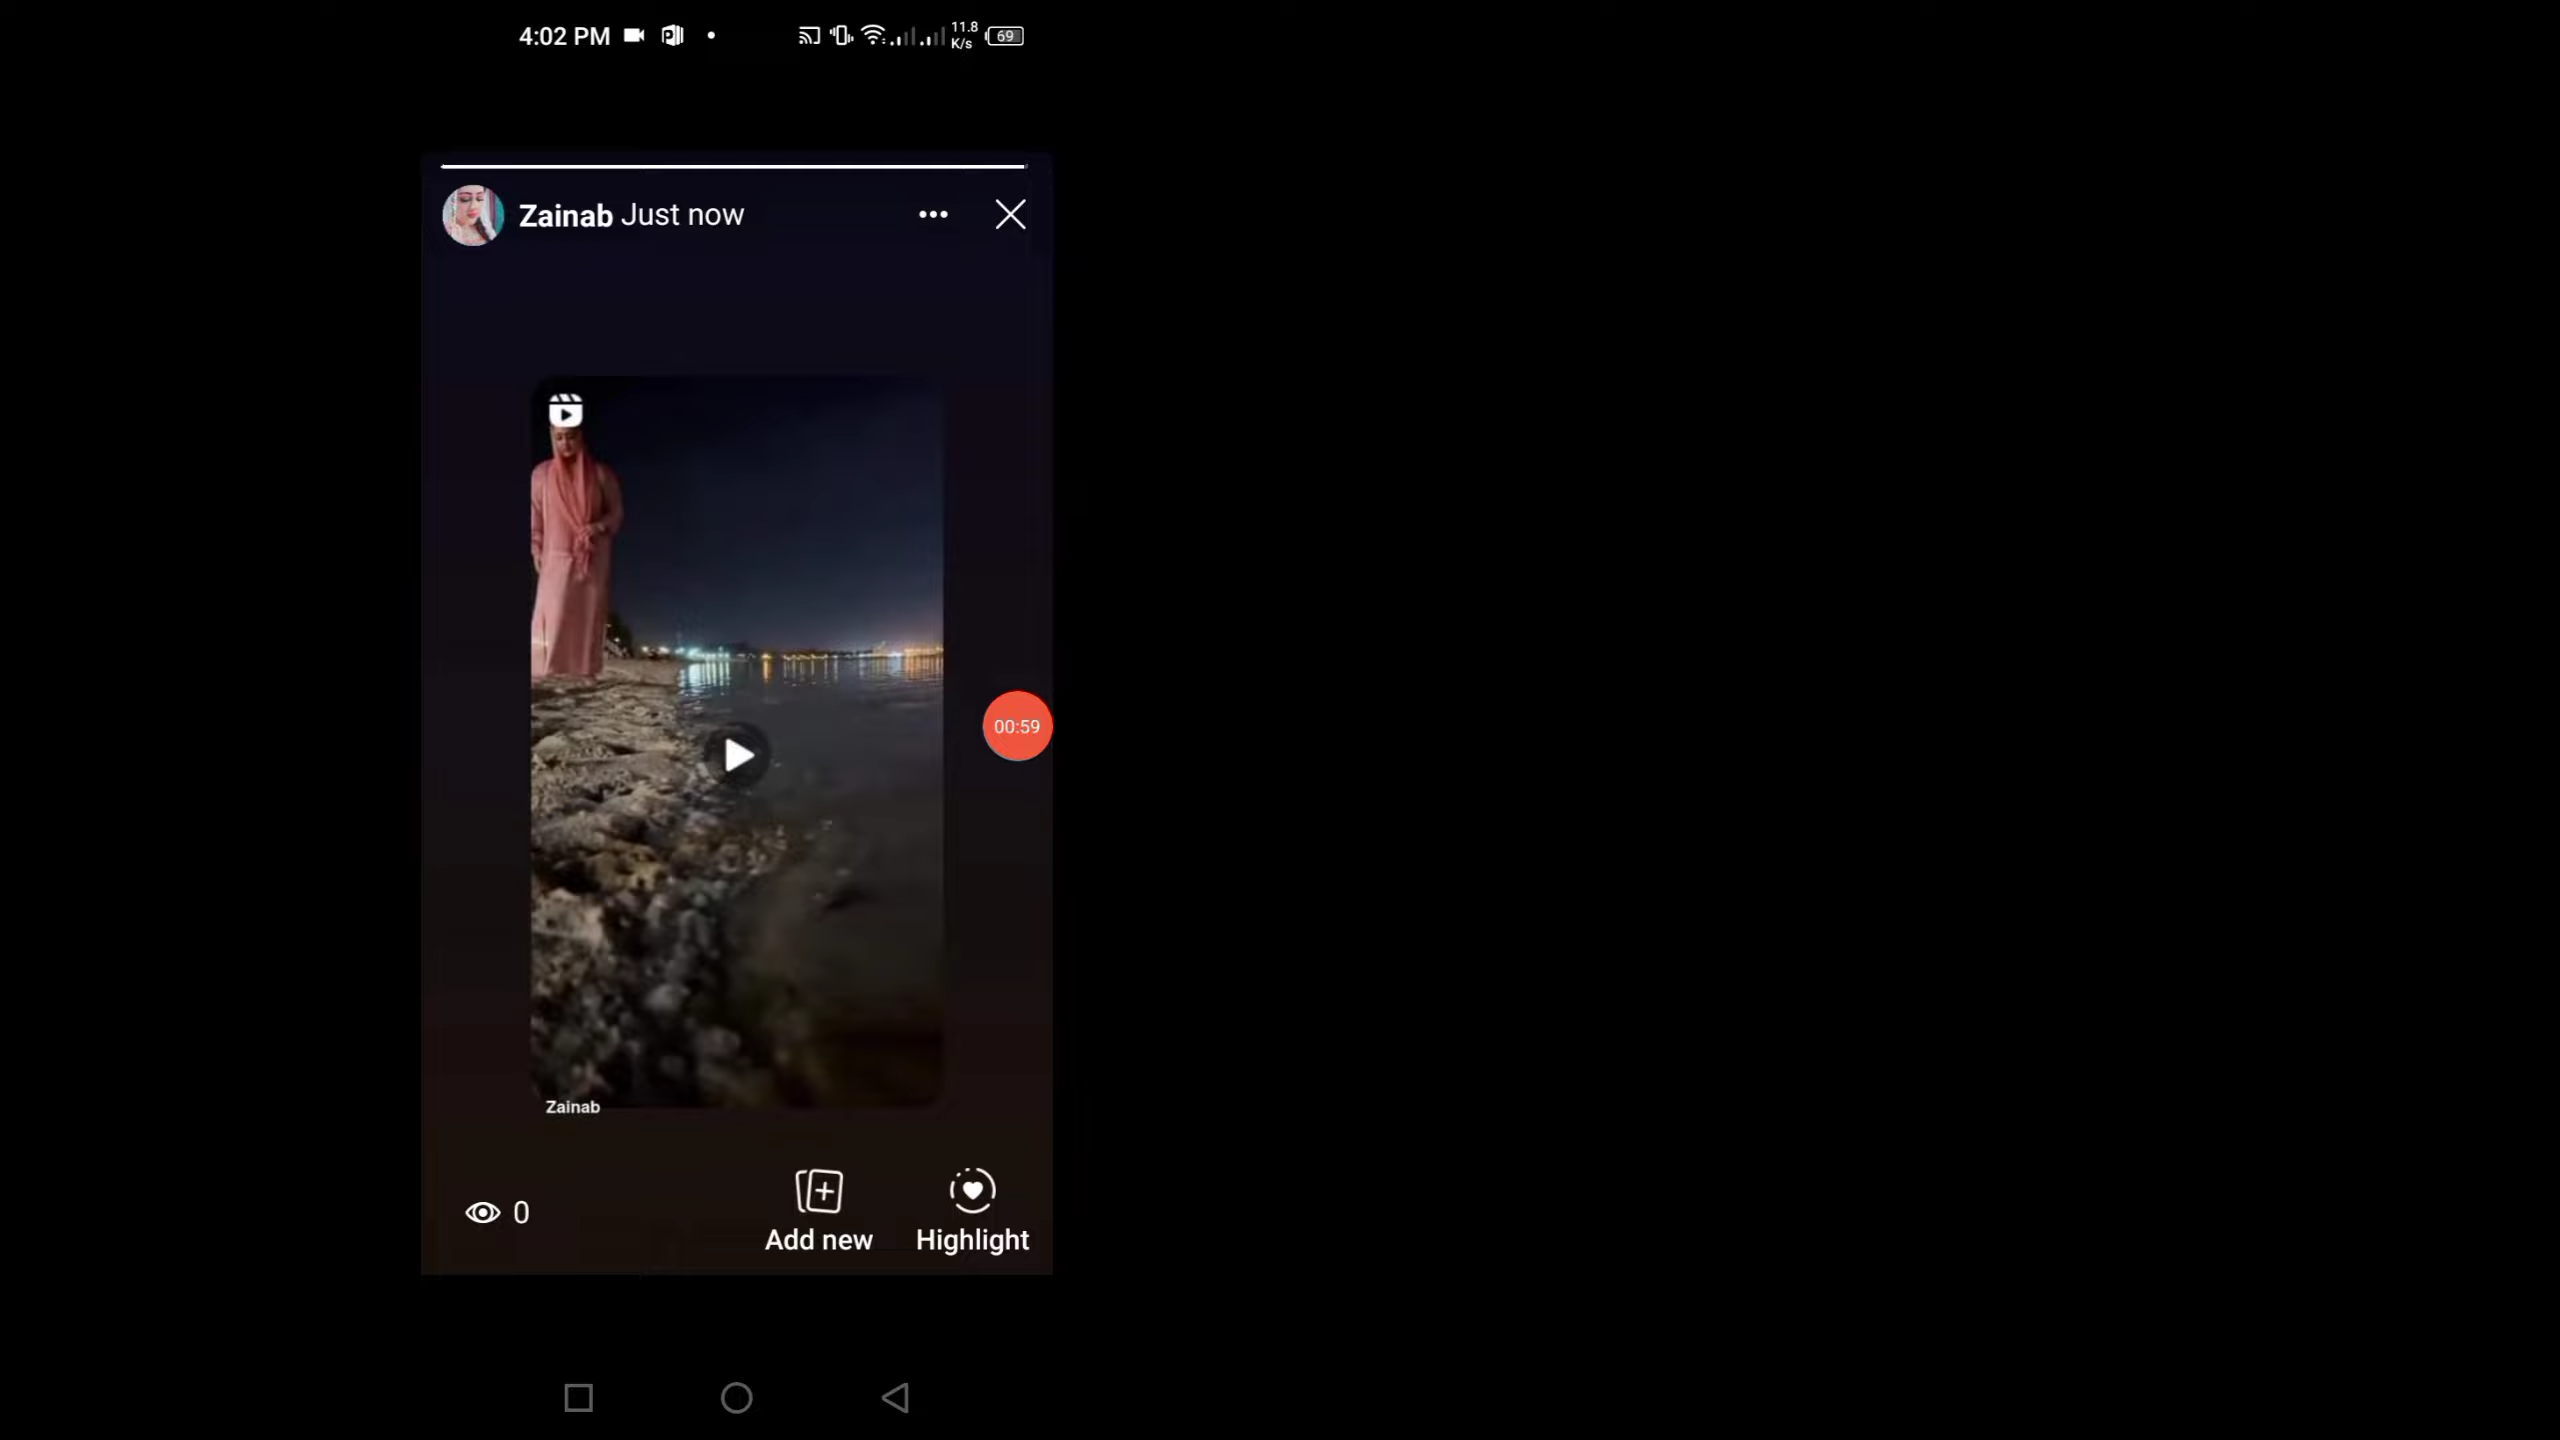 4:02 PM
11.8
K/s
69
Zainab Just now
00:59
Zainab
0
Add new
Highlight